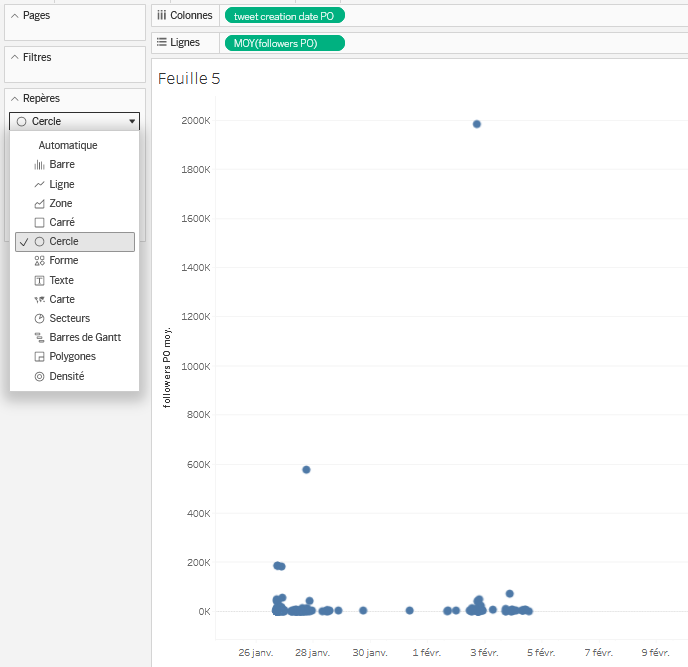 Pages
Filtres
Repères
Cercle
Automatique
Barre
Ligne
Zone
Carré
Cercle
Forme
Texte
Carte
Secteurs
Barres de Gantt
Polygones
Densité
Colonnes
tweet creation date PO
Lignes
MOY(followers PO)
Feuille 5
followers PO moy.
2000K
1800K
1600K
1400K
1200K
1000K
800K
600K
400K
200K
0K
26 janv. 28 janv. 30 janv. 1 févr. 3 févr. 5 févr. 7 févr. 9 févr.